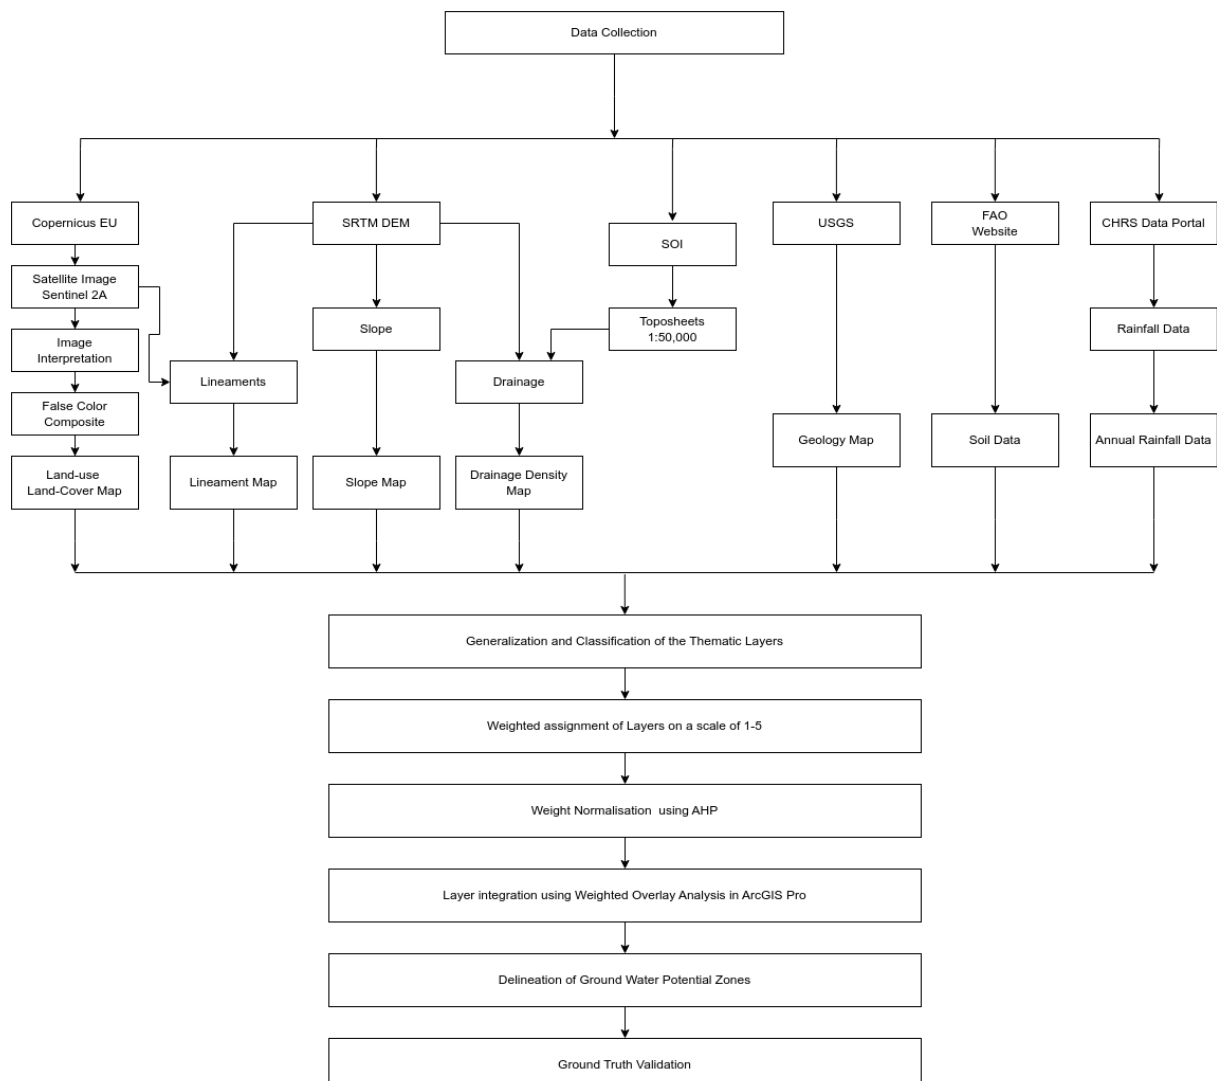 Data Collection
Copernicus EU
SRTM DEM
SOI
USGS
FAO
Website
CHRS Data Portal
Satellite Image
Sentinel 2A
Slope
Toposheets
1:50,000
Rainfall Data
Image
Interpretation
Lineaments
Drainage
False Color
Composite
Geology Map
Soil Data
Annual Rainfall Data
Land-use
Land-Cover Map
Lineament Map
Slope Map
Drainage Density
Map
Generalization and Classification of the Thematic Layers
Weighted assignment of Layers on a scale of 1-5
Weight Normalisation  using AHP
Layer integration using Weighted Overlay Analysis in ArcGIS Pro
Delineation of Ground Water Potential Zones
Ground Truth Validation